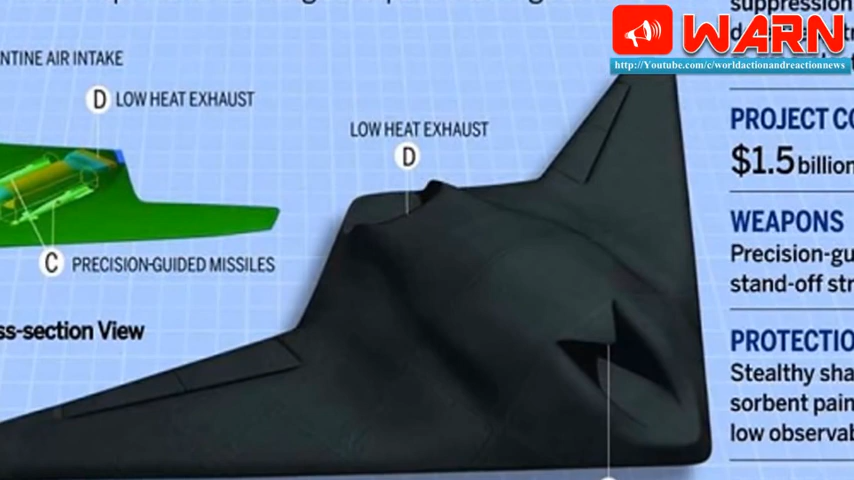 WARN
http://Youtube.com/c/worldactionandreactionnews
suppression
NTINE AIR INTAKE
D LOW HEAT EXHAUST
LOW HEAT EXHAUST
D
C PRECISION-GUIDED MISSILES
ss-section View
PROJECT CO
$1.5 billion
WEAPONS
Precision-gu
stand-off str
PROTECTIO
Stealthy sha
sorbent pain
low observab